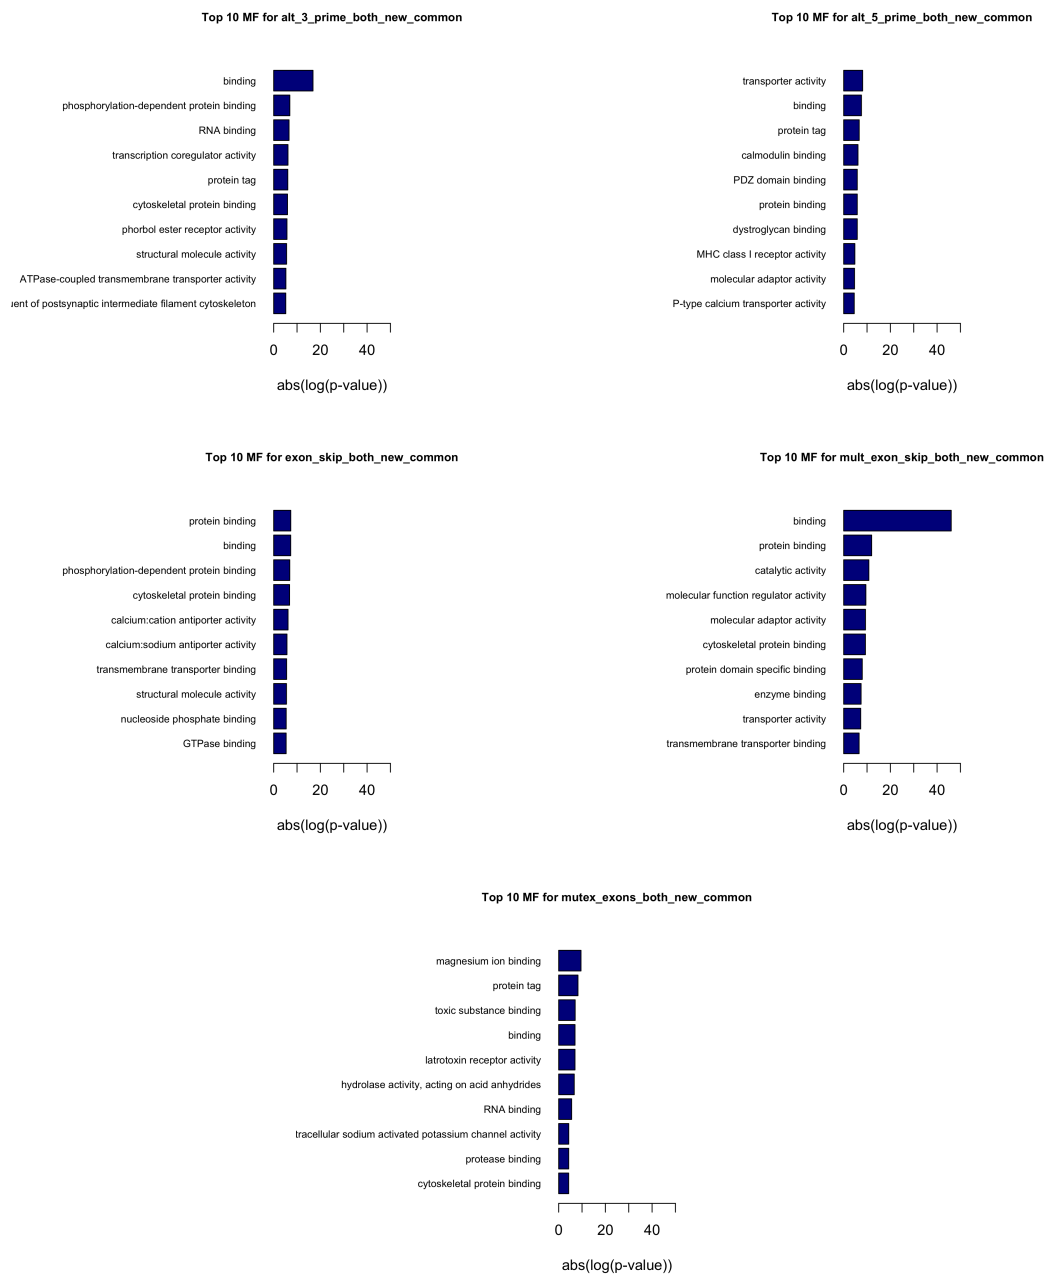 Top 10 MF for alt_3_prime_both_new_common
binding
phosphorylation-dependent protein binding
RNA binding
transcription coregulator activity
protein tag
cytoskeletal protein binding
phorbol ester receptor activity
structural molecule activity
ATPase-coupled transmembrane transporter activity
uent of postsynaptic intermediate filament cytoskeleton
0 20 40
abs(log(p-value))
Top 10 MF for alt_5_prime_both_new_common
transporter activity
binding
protein tag
calmodulin binding
PDZ domain binding
protein binding
dystroglycan binding
MHC class I receptor activity
molecular adaptor activity
P-type calcium transporter activity
0 20 40
abs(log(p-value))
Top 10 MF for exon_skip_both_new_common
protein binding
binding
phosphorylation-dependent protein binding
cytoskeletal protein binding
calcium:cation antiporter activity
calcium:sodium antiporter activity
transmembrane transporter binding
structural molecule activity
nucleoside phosphate binding
GTPase binding
0 20 40
abs(log(p-value))
Top 10 MF for mult_exon_skip_both_new_common
binding
protein binding
catalytic activity
molecular function regulator activity
molecular adaptor activity
cytoskeletal protein binding
protein domain specific binding
enzyme binding
transporter activity
transmembrane transporter binding
0 20 40
abs(log(p-value))
Top 10 MF for mutex_exons_both_new_common
magnesium ion binding
protein tag
toxic substance binding
binding
latrotoxin receptor activity
hydrolase activity, acting on acid anhydrides
RNA binding
tracellular sodium activated potassium channel activity
protease binding
cytoskeletal protein binding
0 20 40
abs(log(p-value))